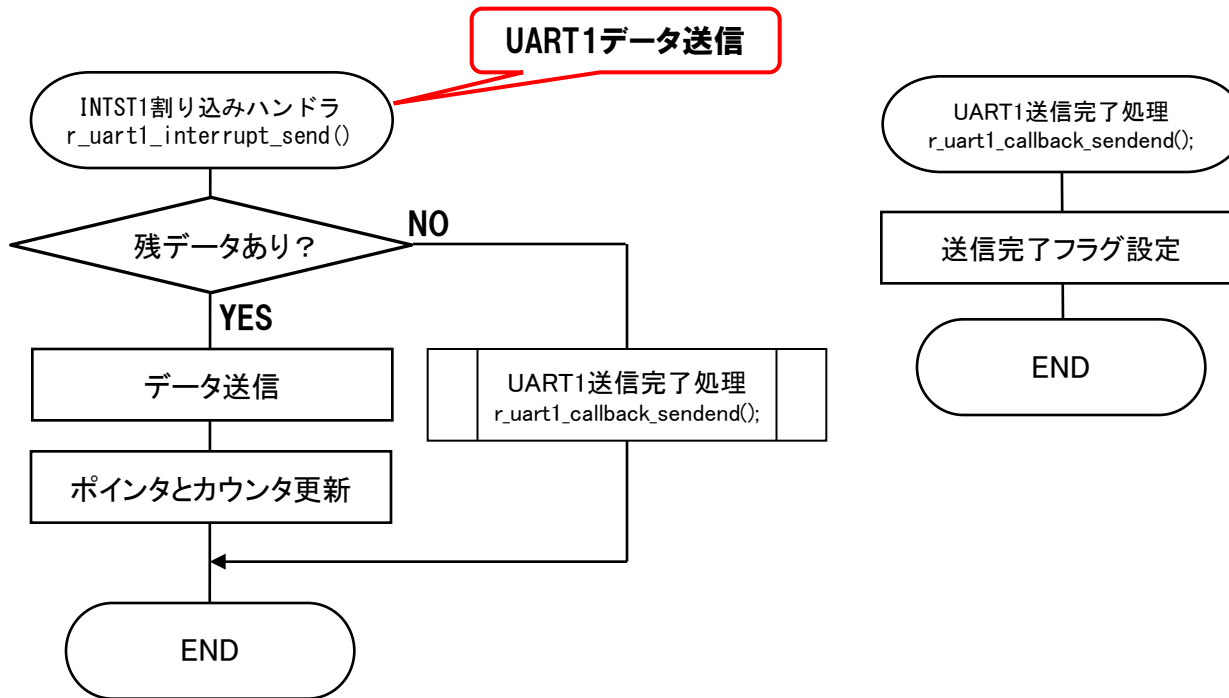 UART1データ送信
INTST1割り込みハンドラ
r_uart1_interrupt_send()
残データあり？
NO
YES
データ送信
ポインタとカウンタ更新
UART1送信完了処理
r_uart1_callback_sendend();
END
UART1送信完了処理
r_uart1_callback_sendend();
送信完了フラグ設定
END